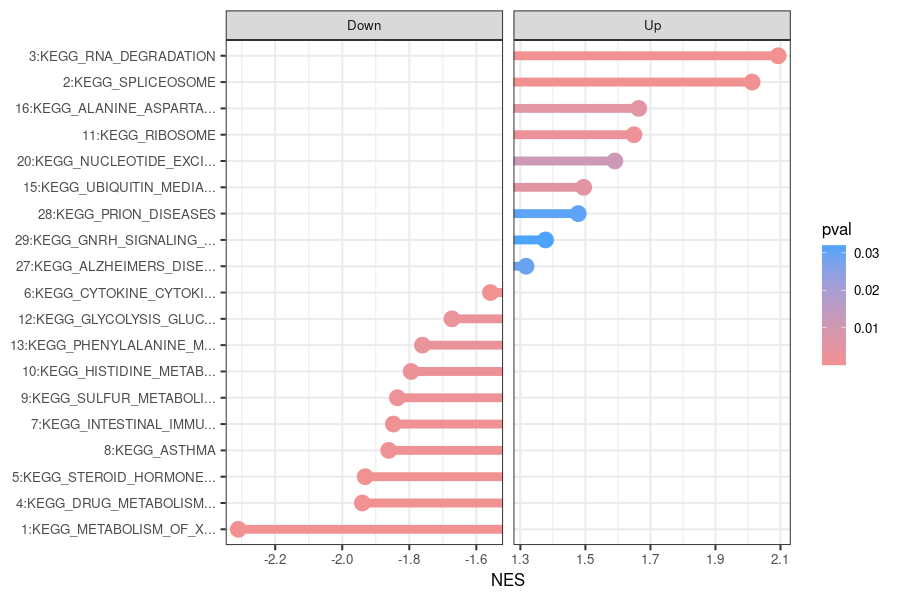 Down
Up
3:KEGG_RNA_DEGRADATION
2:KEGG_SPLICEOSOME
16:KEGG_ALANINE_ASPARTA...
11:KEGG_RIBOSOME
20:KEGG_NUCLEOTIDE_EXCI...
15:KEGG_UBIQUITIN_MEDIA...
28:KEGG_PRION_DISEASES
29:KEGG_GNRH_SIGNALING_...
27:KEGG_ALZHEIMERS_DISE...
6:KEGG_CYTOKINE_CYTOKI...
12:KEGG_GLYCOLYSIS_GLUC...
13:KEGG_PHENYLALANINE_M...
10:KEGG_HISTIDINE_METAB...
9:KEGG_SULFUR_METABOLI...
7:KEGG_INTESTINAL_IMMU...
8:KEGG_ASTHMA
5:KEGG_STEROID_HORMONE...
4:KEGG_DRUG_METABOLISM...
1:KEGG_METABOLISM_OF_X...
-2.2 -2.0 -1.8 -1.6
1.3 1.5 1.7 1.9 2.1
NES
pval
0.03
0.02
0.01